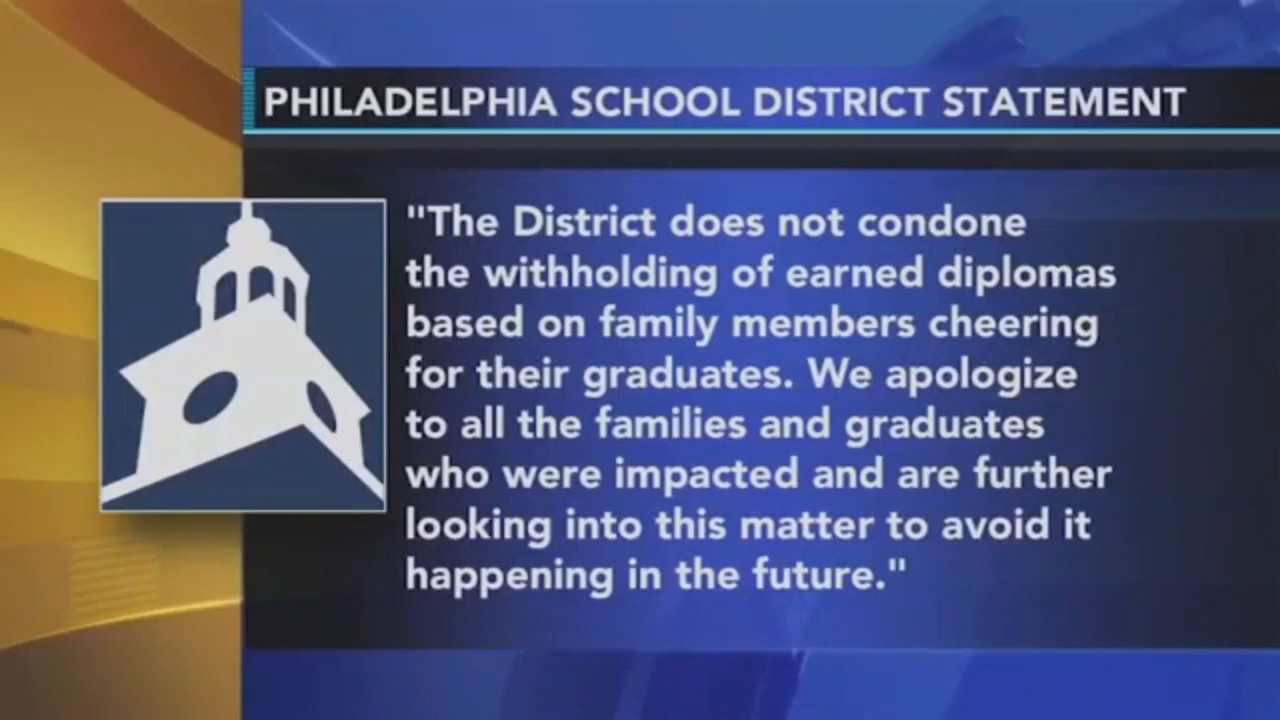 PHILADELPHIA SCHOOL DISTRICT STATEMENT
"The District does not condone
the withholding of earned diplomas
based on family members cheering
for their graduates. We apologize
to all the families and graduates
who were impacted and are further
looking into this matter to avoid it
happening in the future."